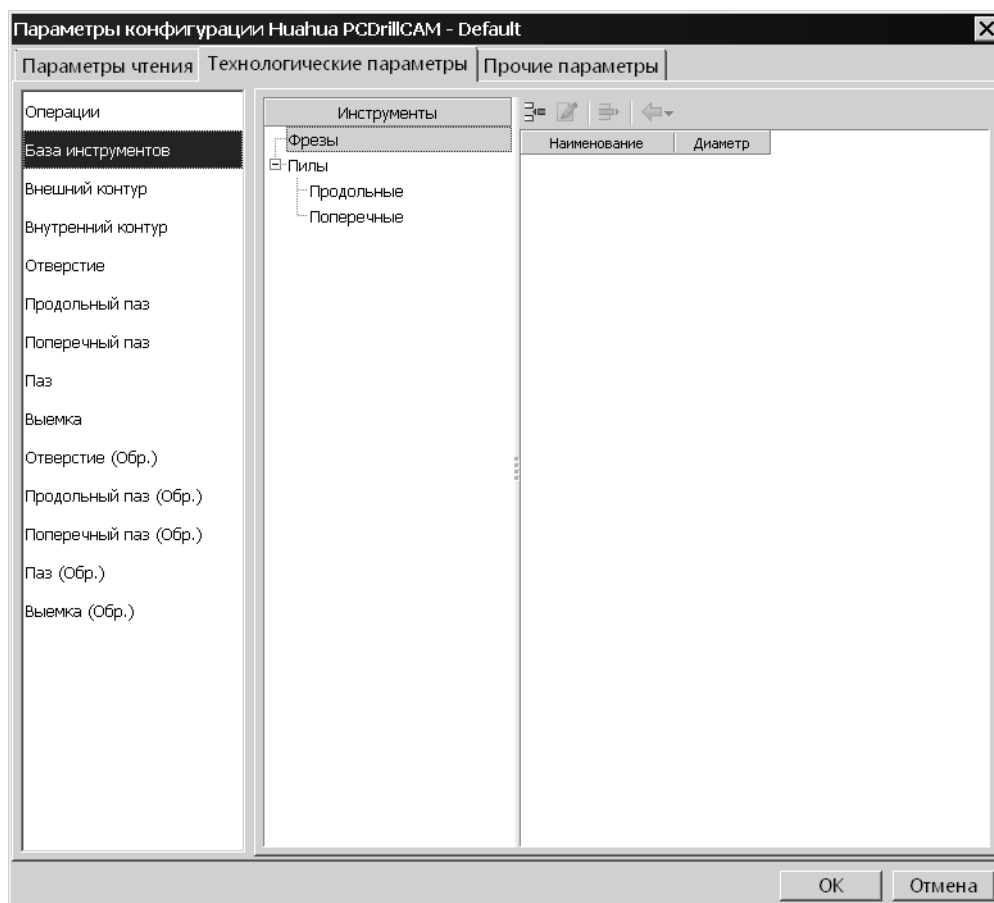 Параметры конфигурации Huahua PCDrillCAM - Default
Параметры чтения Технологические параметры Прочие параметры
Операции
База инструментов
Внешний контур
Внутренний контур
Отверстие
Продольный паз
Поперечный паз
Паз
Выемка
Отверстие (Обр.)
Продольный паз (Обр.)
Поперечный паз (Обр.)
Паз (Обр.)
Выемка (Обр.)
Инструменты
Фрезы
Пилы
Продольные
Поперечные
Наименование Диаметр
OK Отмена